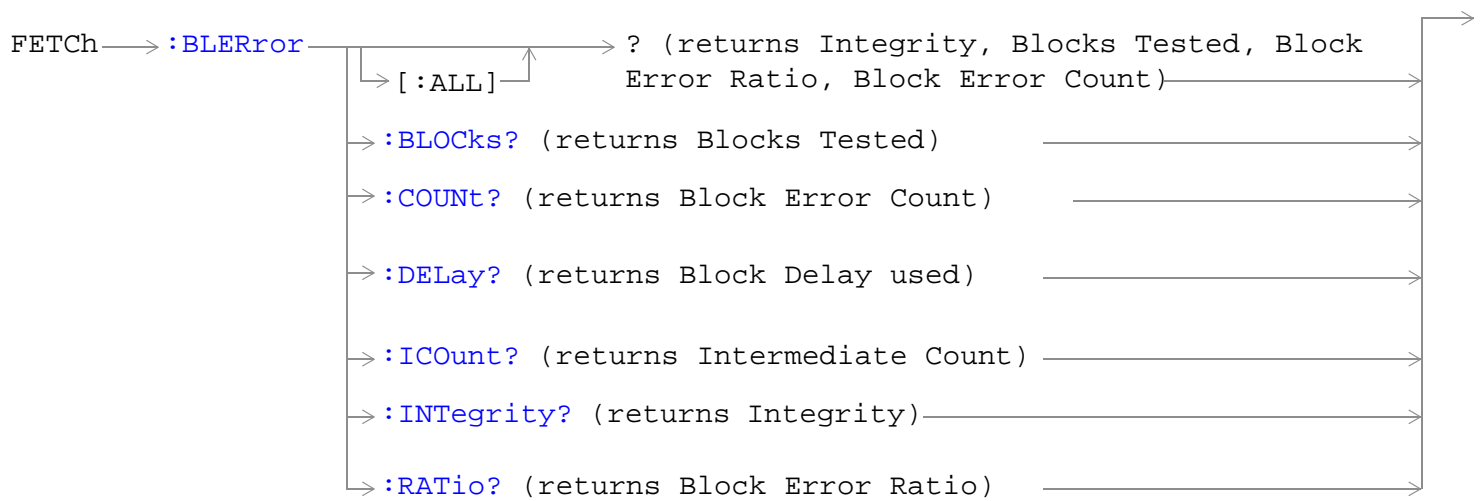 FETCh :BLERror ? (returns Integrity, Blocks Tested, Block
[:ALL] Error Ratio, Block Error Count)
:BLOCks? (returns Blocks Tested)
:COUNt? (returns Block Error Count)
:DELay? (returns Block Delay used)
:ICOunt? (returns Intermediate Count)
:INTegrity? (returns Integrity)
:RATio? (returns Block Error Ratio)